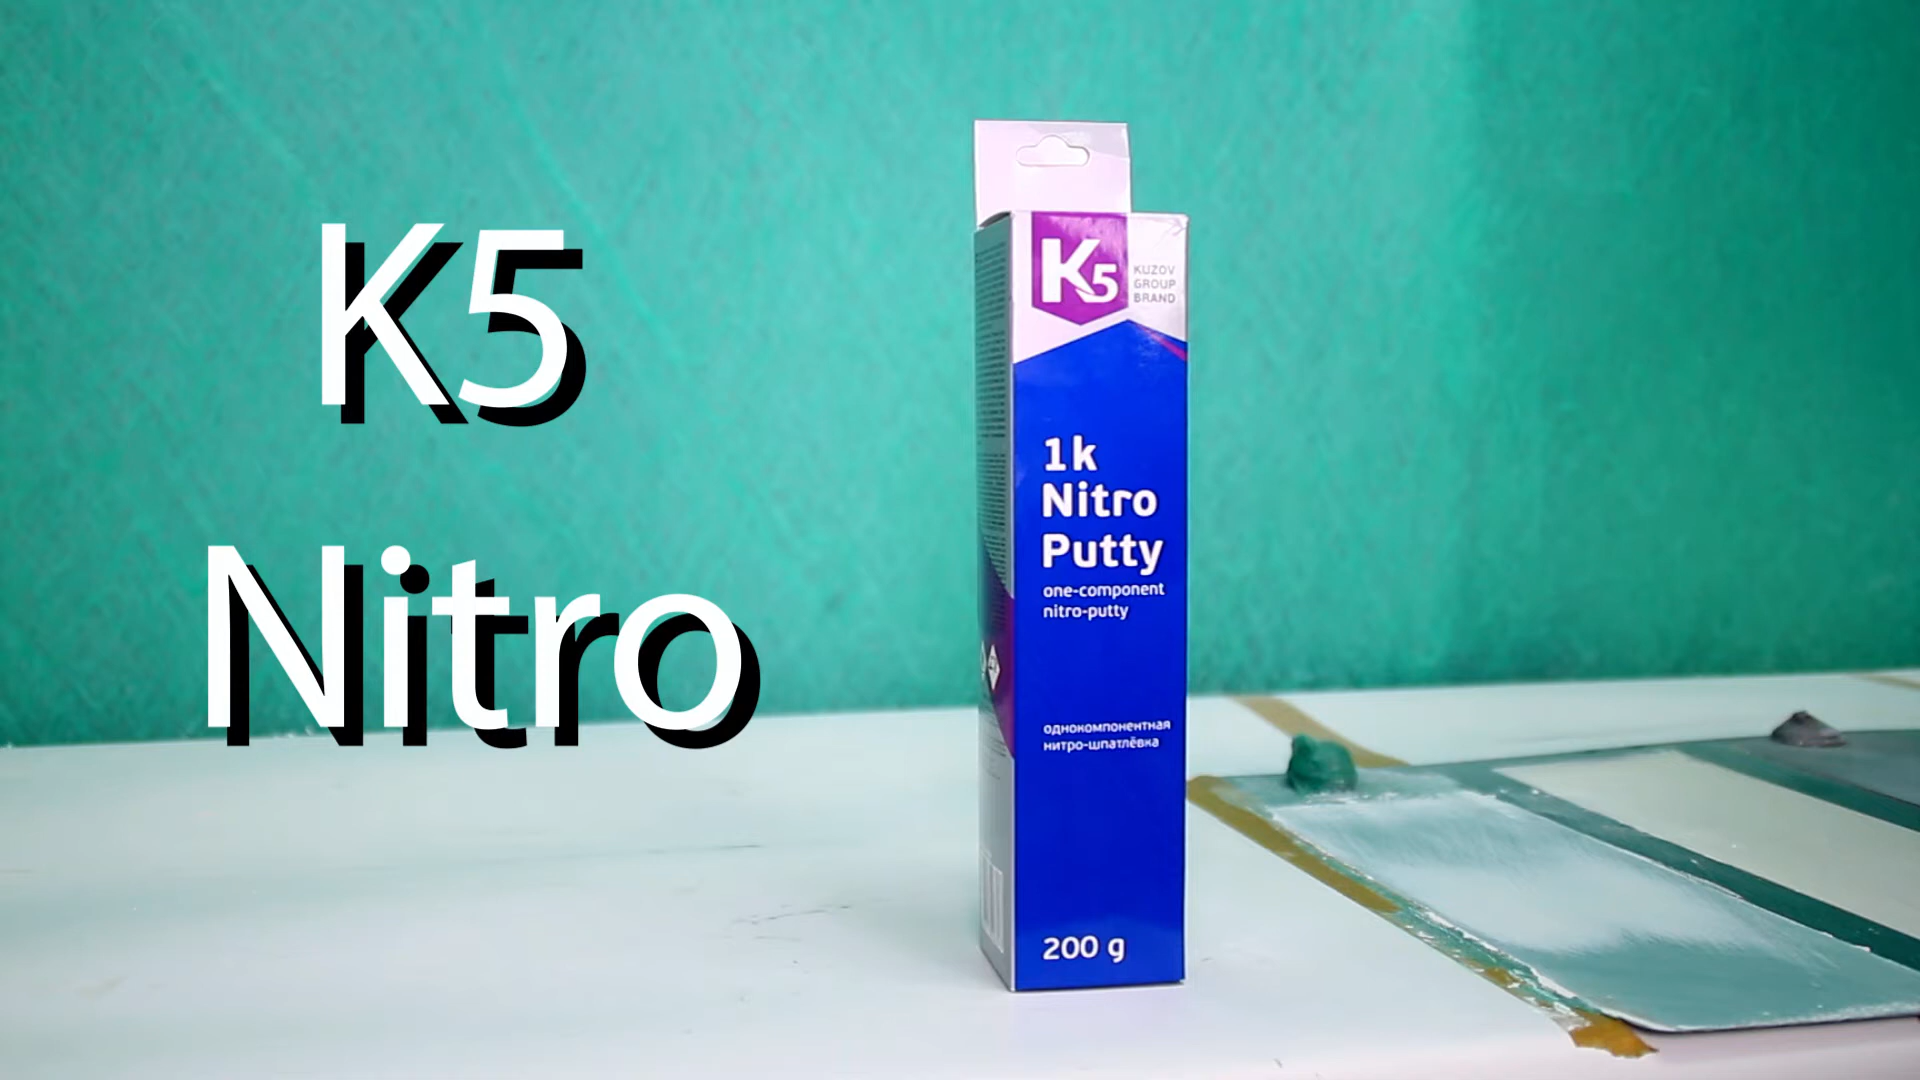 K5
Nitro
K5
KUZOV
GROUP
BRAND
1k
Nitro
Putty
one-component
nitro-putty
однокомпонентная
нитро-шпатлёвка
200 g